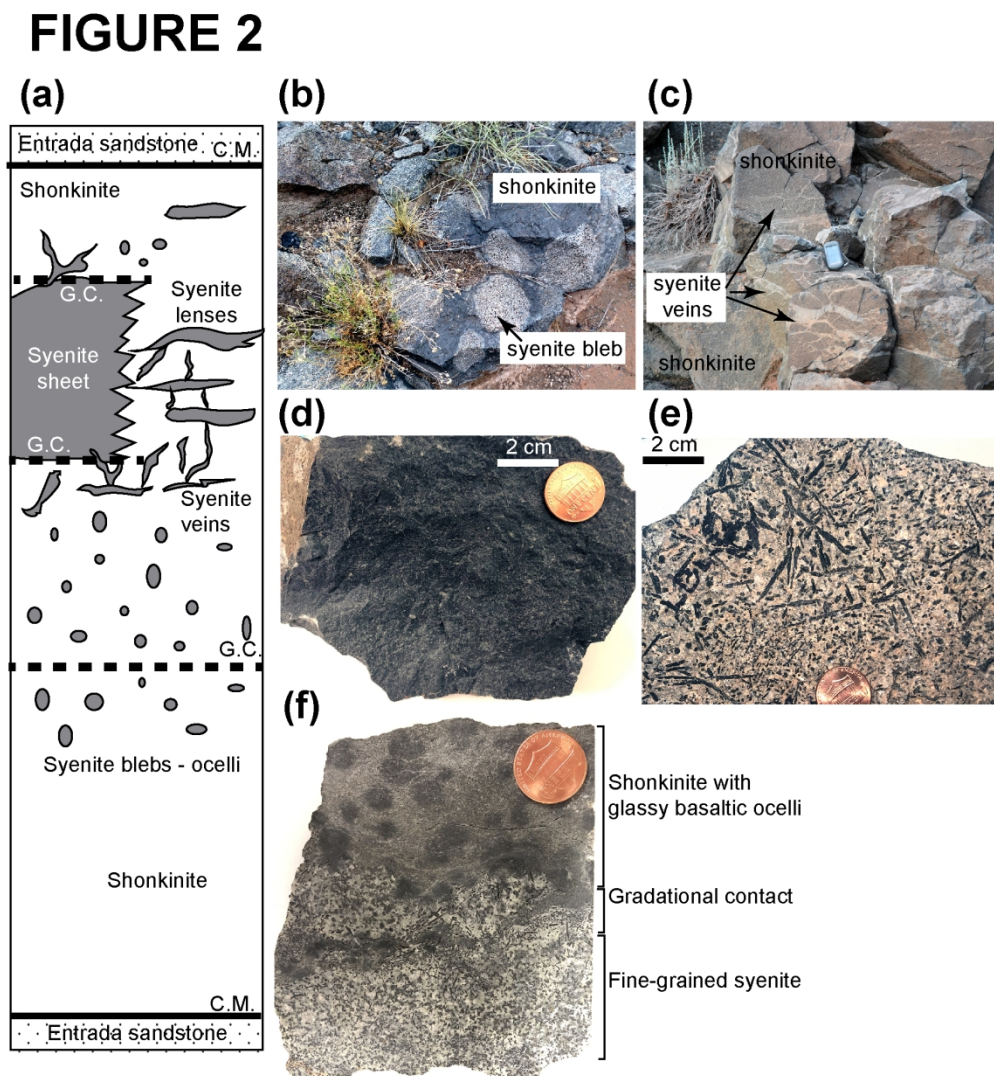 FIGURE 2
(a)
Entrada sandstone
C.M.
Shonkinite
G.C.
Syenite
lenses
Syenite
sheet
G.C.
Syenite
veins
G.C.
Syenite blebs - ocelli
Shonkinite
C.M.
Entrada sandstone
(b)
shonkinite
syenite bleb
(c)
shonkinite
syenite
veins
shonkinite
(d)
2 cm
(e)
2 cm
(f)
Shonkinite with
glassy basaltic ocelli
Gradational contact
Fine-grained syenite